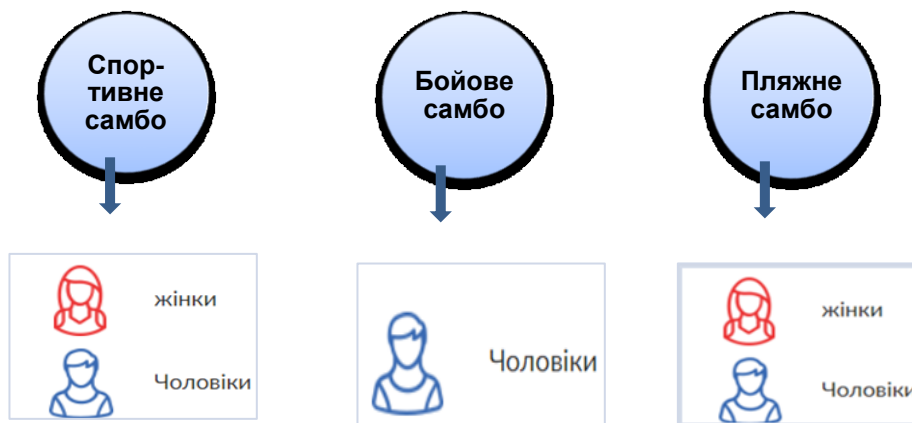 Спор-
тивне
самбо
Бойове
самбо
Пляжне
самбо
жінки
Чоловіки
Чоловіки
жінки
Чоловіки